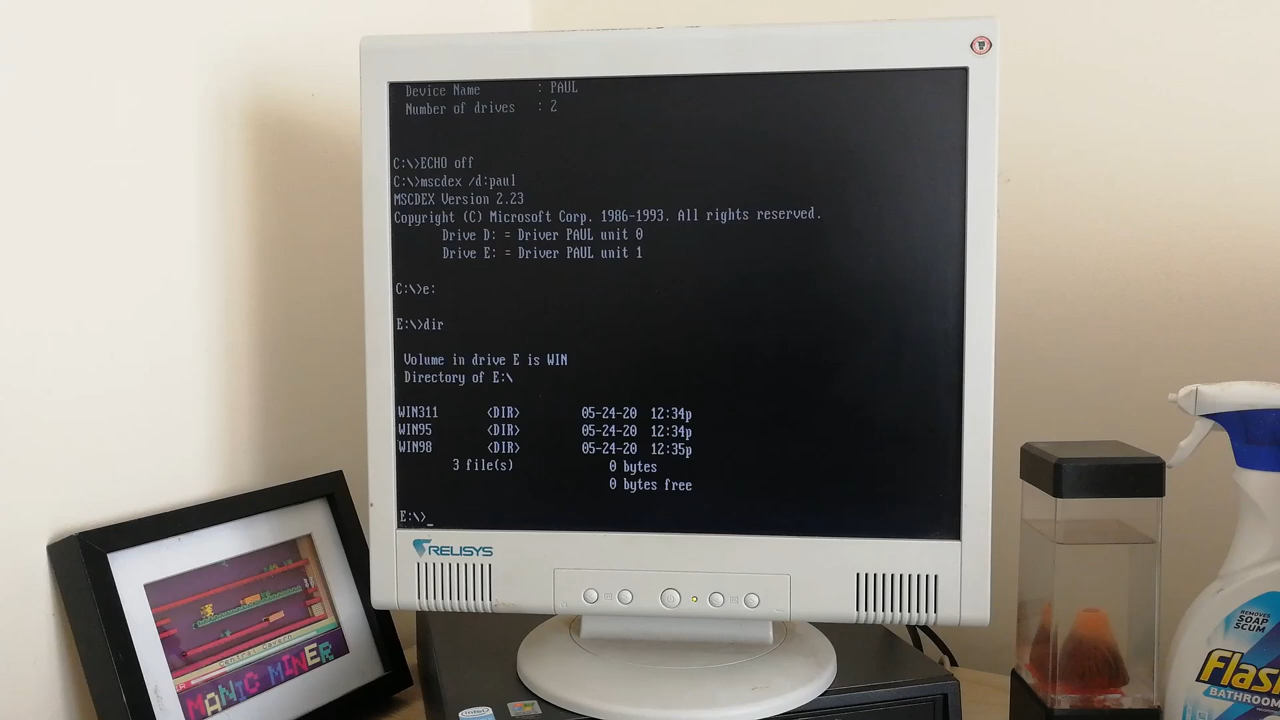 Device Name : PAUL
Number of drives : 2
C:\>ECHO off
C:\>mscdex /d:paul
MSCDEX Version 2.23
Copyright (C) Microsoft Corp. 1986-1993. All rights reserved.
Drive D: = Driver PAUL unit 0
Drive E: = Driver PAUL unit 1
C:\>e:
E:\>dir
Volume in drive E is WIN
Directory of E:\
WIN311 <DIR> 05-24-20 12:34p
WIN95 <DIR> 05-24-20 12:34p
WIN98 <DIR> 05-24-20 12:35p
3 file(s) 0 bytes
0 bytes free
E:\>_
RELISYS
Central Cavern
MANIC MINER
intel
REMOVES
SOAP
SCUM
Flas
BATHROOM